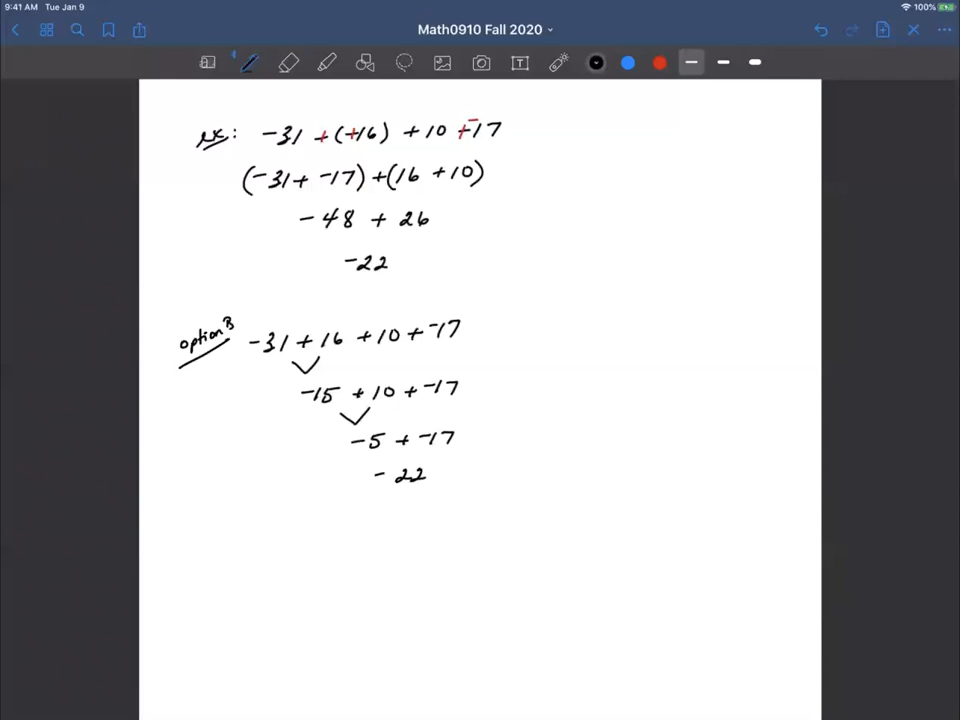 9:41 AM Tue Jan 9 100%
Math0910 Fall 2020
ex: -31 + (+16) + 10 + -17
(-31 + -17) + (16 + 10)
-48 + 26
-22
option B -31 + 16 + 10 + -17
-15 + 10 + -17
-5 + -17
-22